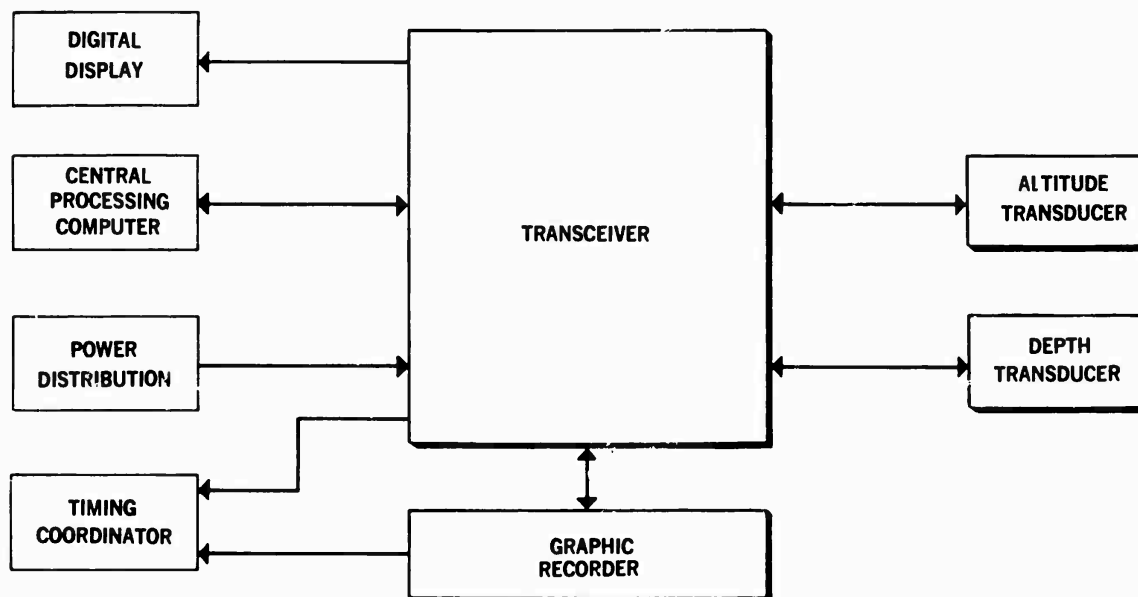 DIGITAL
DISPLAY
CENTRAL
PROCESSING
COMPUTER
POWER
DISTRIBUTION
TIMING
COORDINATOR
TRANSCEIVER
GRAPHIC
RECORDER
ALTITUDE
TRANSDUCER
DEPTH
TRANSDUCER